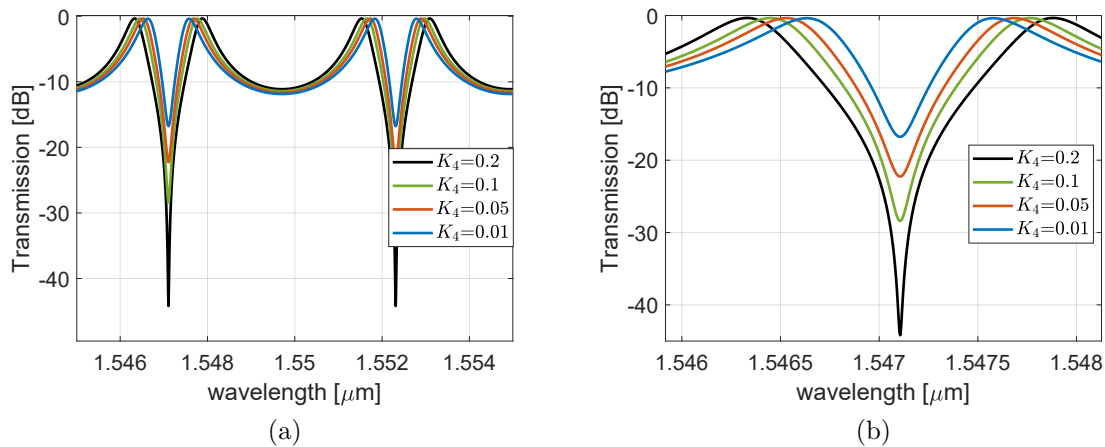 0
-10
-20
-30
-40
Transmission [dB]
1.546
1.548
1.55
1.552
1.554
wavelength [μm]
K₄=0.2
K₄=0.1
K₄=0.05
K₄=0.01
(a)
0
-10
-20
-30
-40
Transmission [dB]
1.546
1.5465
1.547
1.5475
1.548
wavelength [μm]
K₄=0.2
K₄=0.1
K₄=0.05
K₄=0.01
(b)